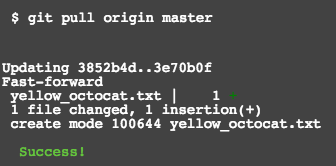 $ git pull origin master
Updating 3852b4d..3e70b0f
Fast-forward
yellow_octocat.txt | 1 +
1 file changed, 1 insertion(+)
create mode 100644 yellow_octocat.txt
Success!